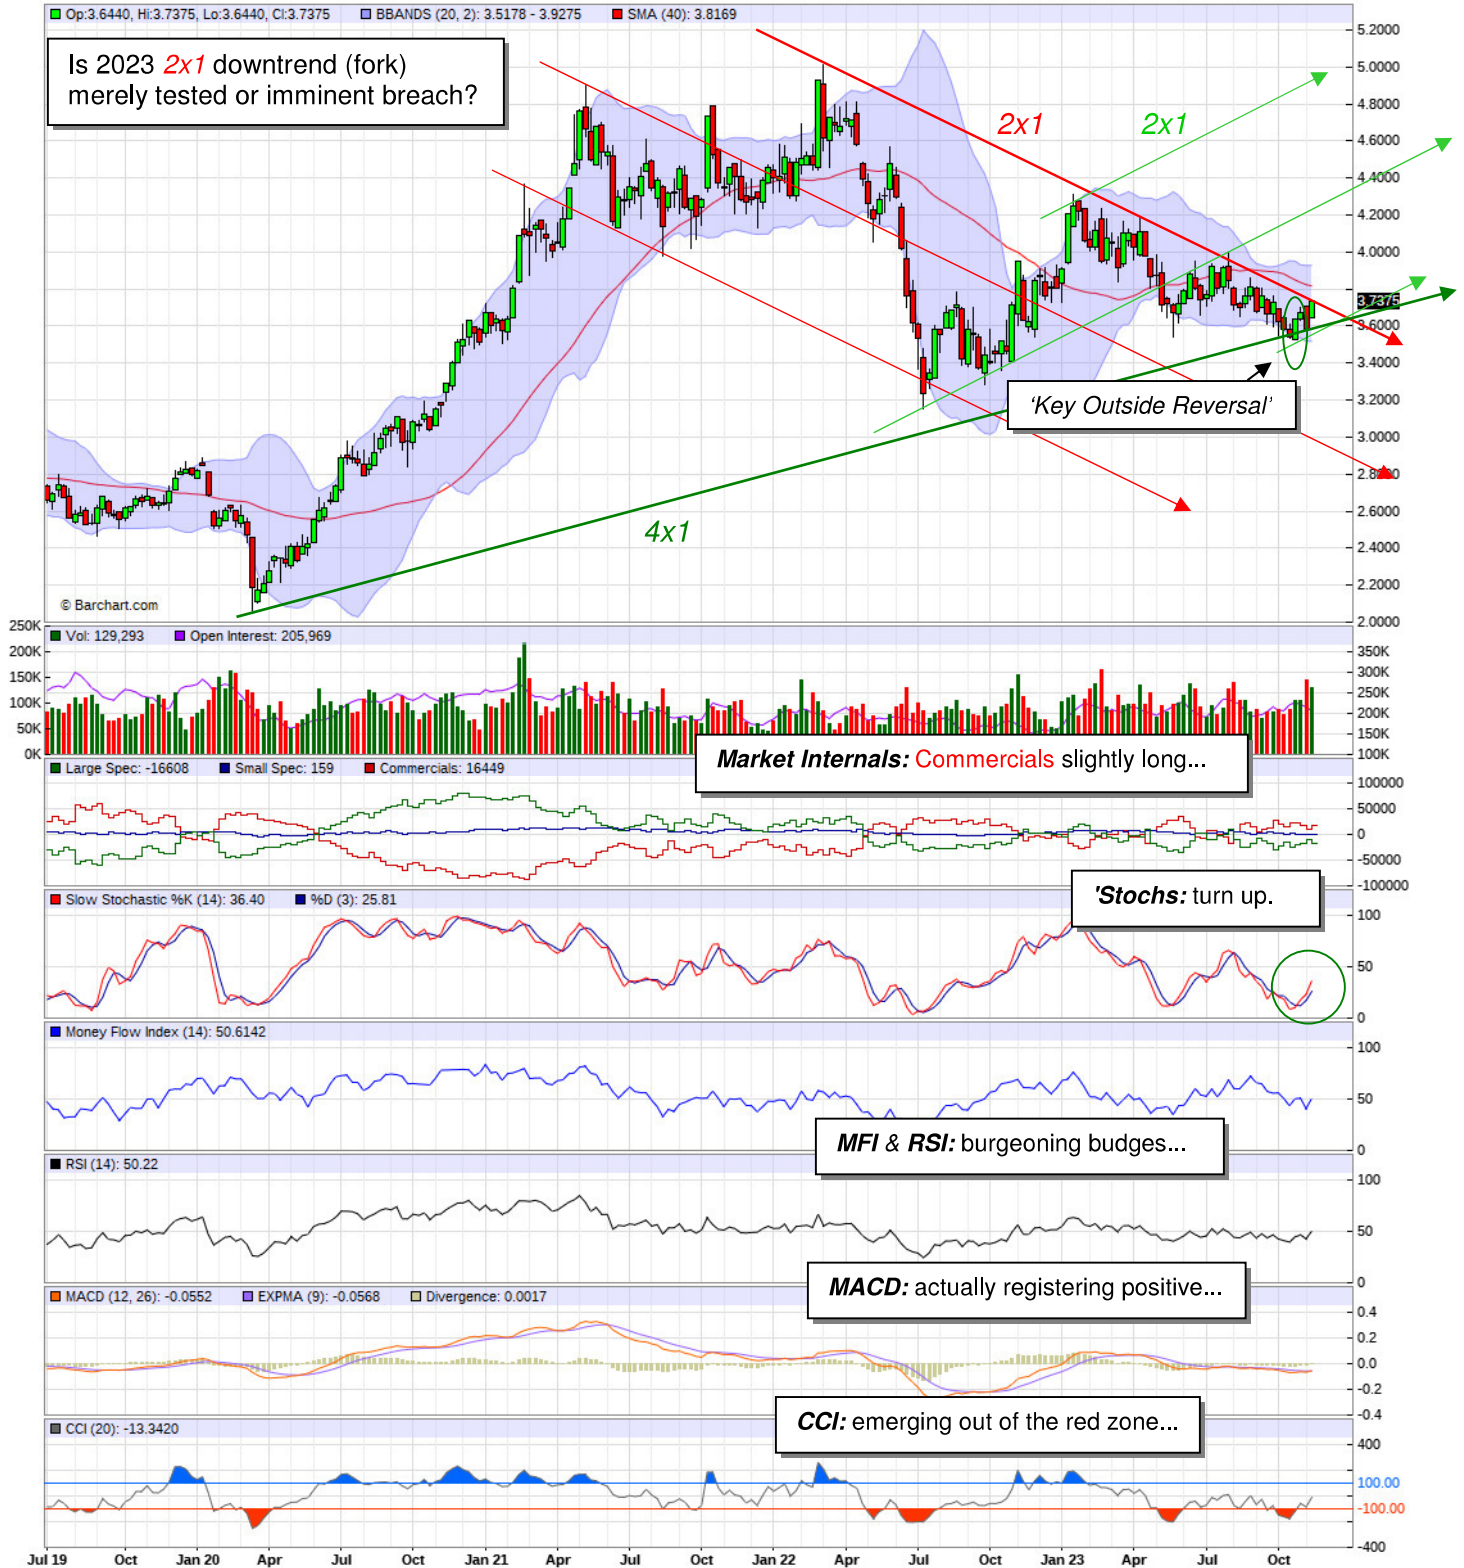 Op:3.6440, Hi:3.7375, Lo:3.6440, Cl:3.7375 BBANDS (20, 2): 3.5178 - 3.9275 SMA (40): 3.8169
Is 2023 2x1 downtrend (fork)
merely tested or imminent breach?
5.2000
5.0000
4.8000
4.6000
4.4000
4.2000
4.0000
3.7375
3.6000
3.4000
3.2000
3.0000
2.8000
2.6000
2.4000
2.2000
2.0000
2x1
2x1
'Key Outside Reversal'
4x1
© Barchart.com
Vol: 129,293 Open Interest: 205,969
250K
200K
150K
100K
50K
0K
350K
300K
250K
200K
150K
100K
Market Internals: Commercials slightly long...
Large Spec: -16608 Small Spec: 159 Commercials: 16449
100000
50000
0
-50000
-100000
'Stochs: turn up.
Slow Stochastic %K (14): 36.40 %D (3): 25.81
100
50
0
Money Flow Index (14): 50.6142
100
50
0
MFI & RSI: burgeoning budges...
RSI (14): 50.22
100
50
0
MACD: actually registering positive...
MACD (12, 26): -0.0552 EXPMA (9): -0.0568 Divergence: 0.0017
0.4
0.2
0.0
-0.2
-0.4
CCI: emerging out of the red zone...
CCI (20): -13.3420
400
100.00
-100.00
-400
Jul 19 Oct Jan 20 Apr Jul Oct Jan 21 Apr Jul Oct Jan 22 Apr Jul Oct Jan 23 Apr Jul Oct